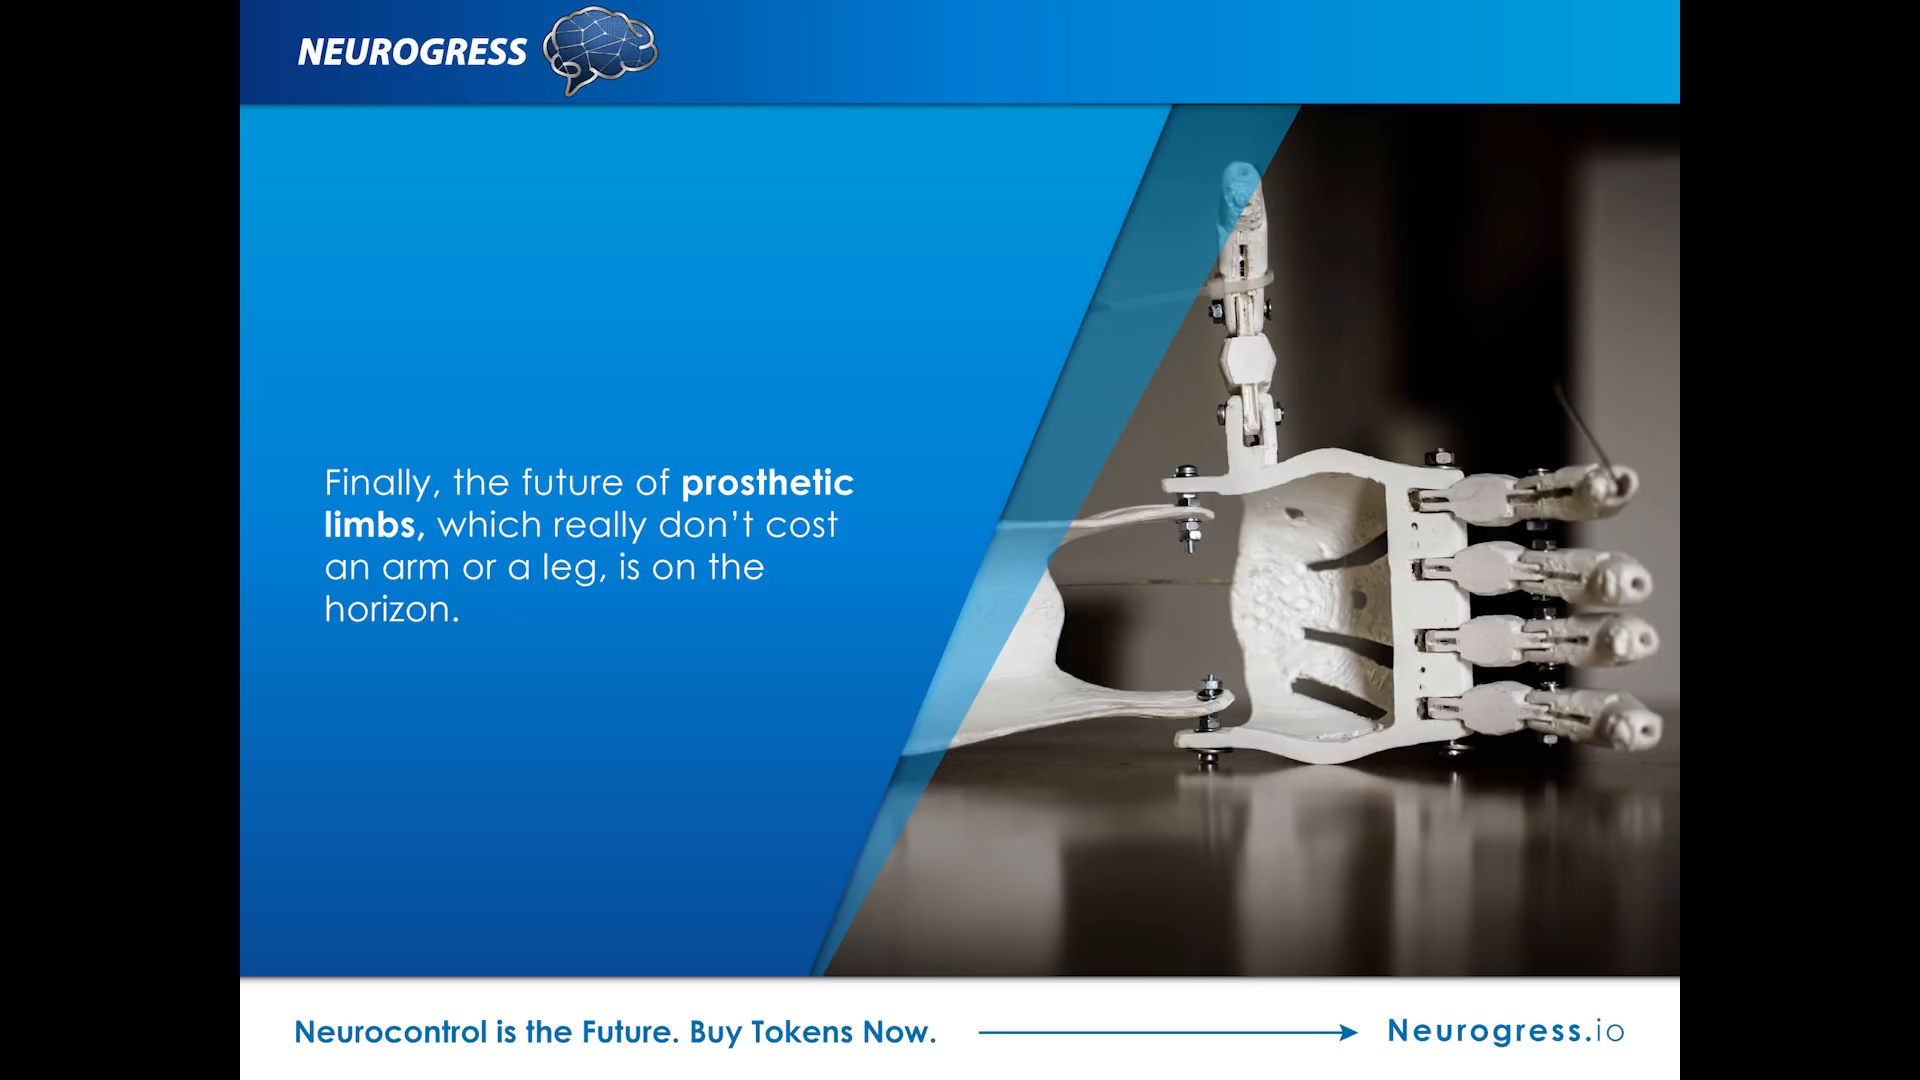 NEUROGRESS
Finally, the future of prosthetic
limbs, which really don’t cost
an arm or a leg, is on the
horizon.
Neurocontrol is the Future. Buy Tokens Now.
Neurogress.io